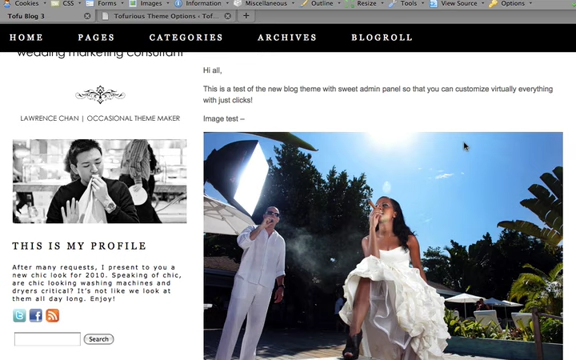 Cookies CSS Forms Images Information Miscellaneous Outline Resize Tools View Source Options
Tofu Blog 3 Tofurious Theme Options ‹ Tof...
HOME PAGES CATEGORIES ARCHIVES BLOGROLL
wedding marketing consultant
LAWRENCE CHAN | OCCASIONAL THEME MAKER
THIS IS MY PROFILE
After many requests, I present to you a
new chic look for 2010. Speaking of chic,
are chic looking washing machines and
dryers critical? It's not like we look at
them all day long. Enjoy!
Search
Hi all,
This is a test of the new blog theme with sweet admin panel so that you can customize virtually everything
with just clicks!
Image test –